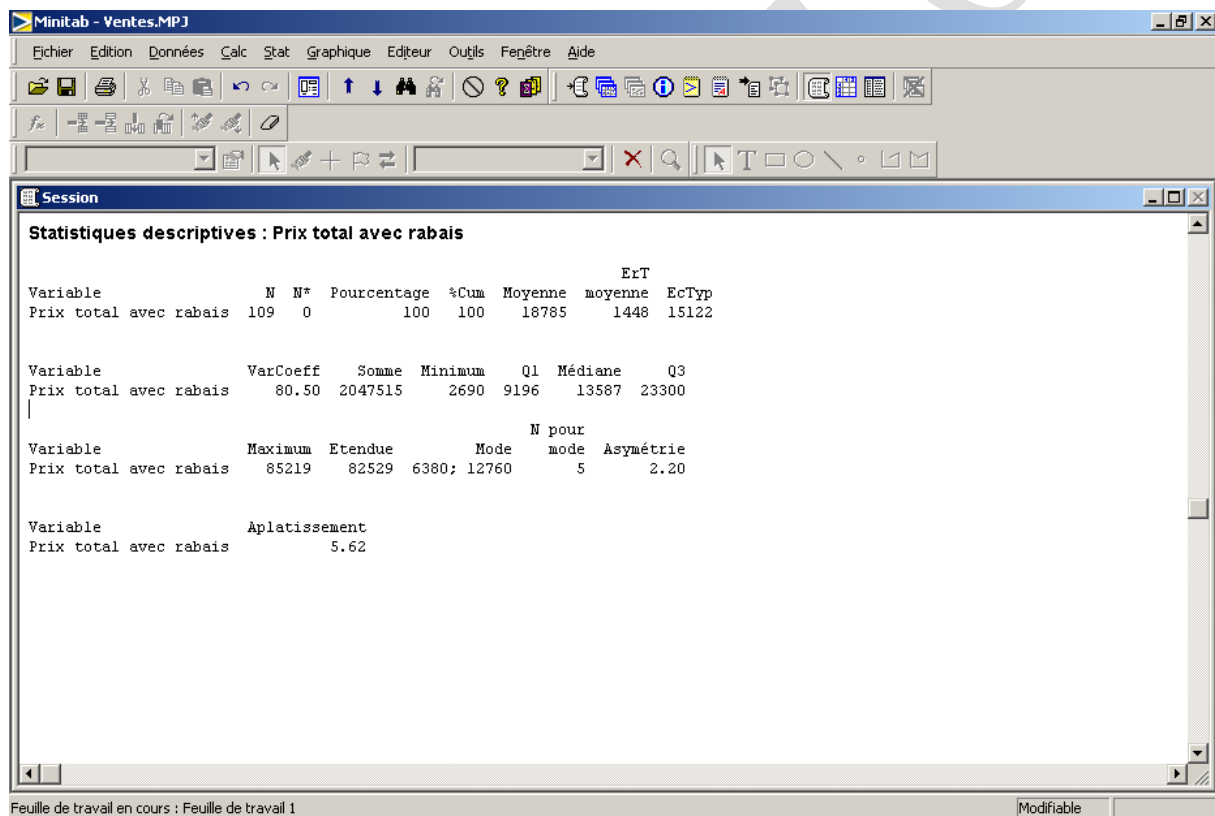 Minitab - Ventes.MPJ
Fichier Edition Données Calc Stat Graphique Editeur Outils Fenêtre Aide
Session
Statistiques descriptives : Prix total avec rabais
ErT
Variable N N* Pourcentage %Cum Moyenne moyenne EcTyp
Prix total avec rabais 109 0 100 100 18785 1448 15122
Variable VarCoeff Somme Minimum Q1 Médiane Q3
Prix total avec rabais 80.50 2047515 2690 9196 13587 23300
N pour
Variable Maximum Etendue Mode mode Asymétrie
Prix total avec rabais 85219 82529 6380; 12760 5 2.20
Variable Aplatissement
Prix total avec rabais 5.62
Feuille de travail en cours : Feuille de travail 1
Modifiable